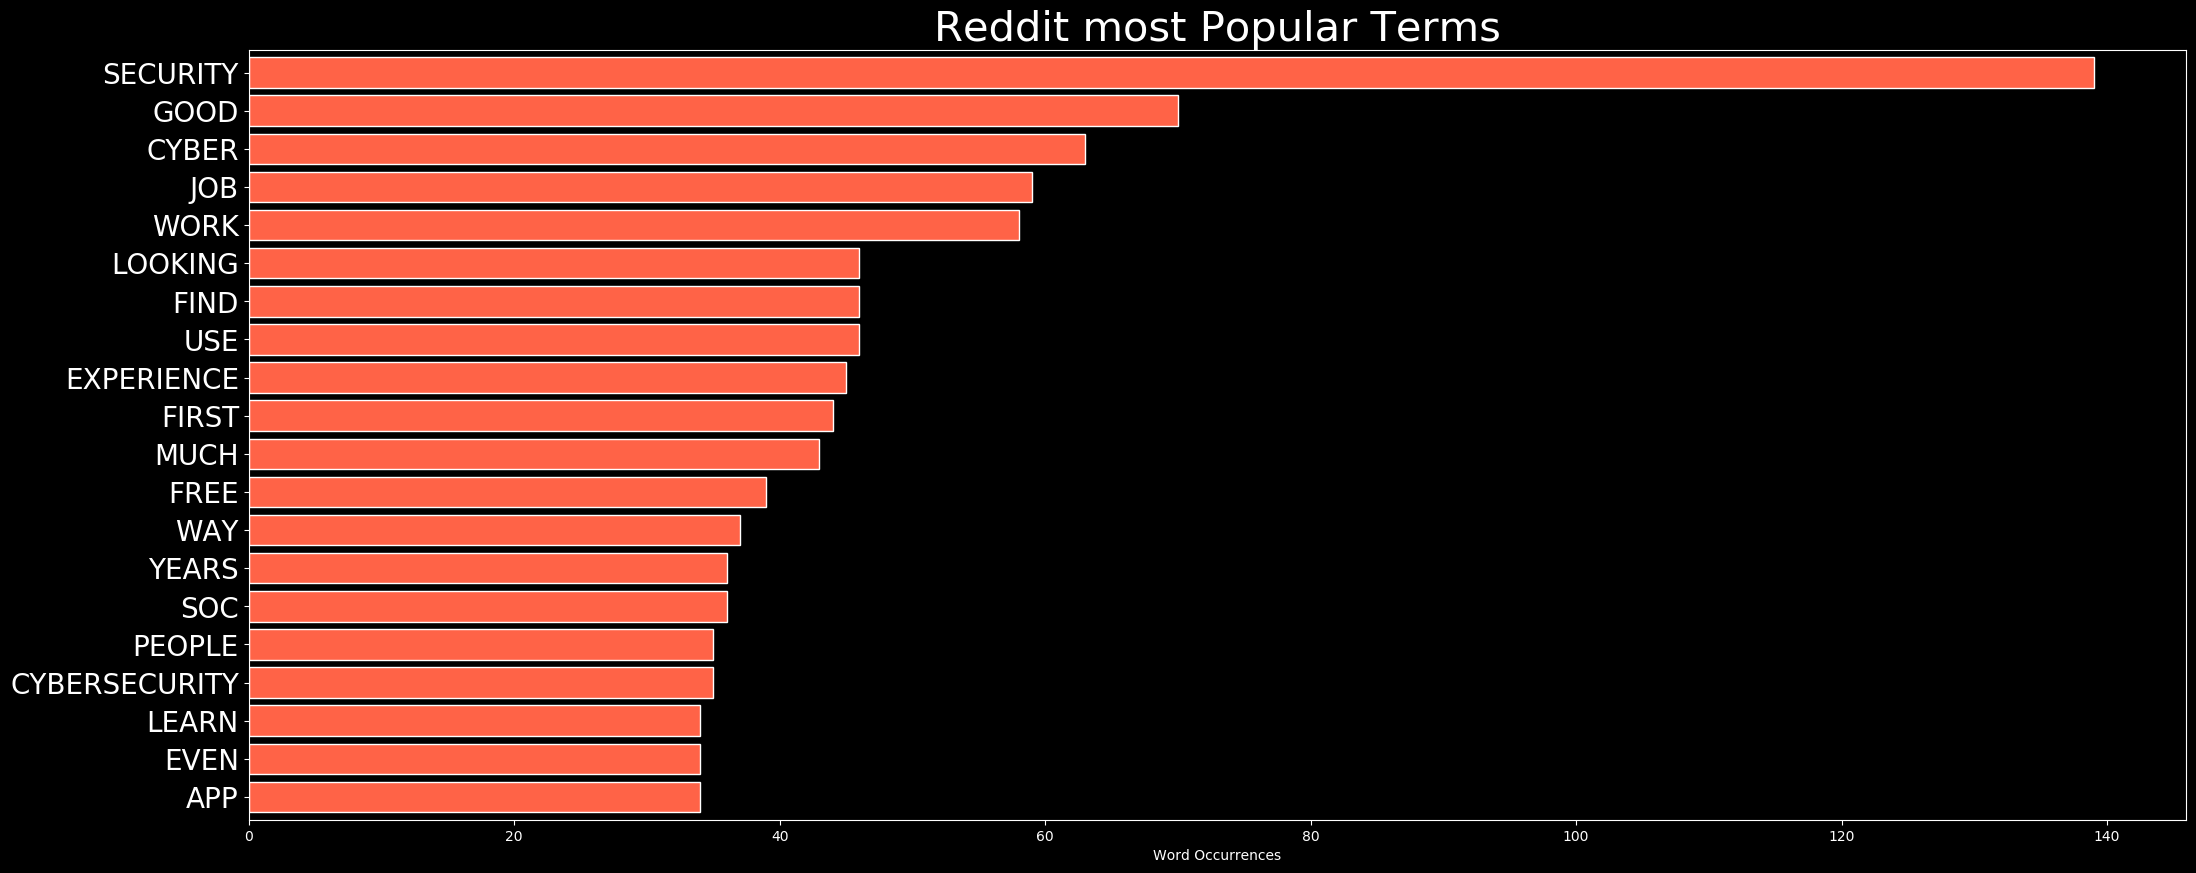 Reddit most Popular Terms
SECURITY
GOOD
CYBER
JOB
WORK
LOOKING
FIND
USE
EXPERIENCE
FIRST
MUCH
FREE
WAY
YEARS
SOC
PEOPLE
CYBERSECURITY
LEARN
EVEN
APP
0 20 40 60 80 100 120 140
Word Occurrences